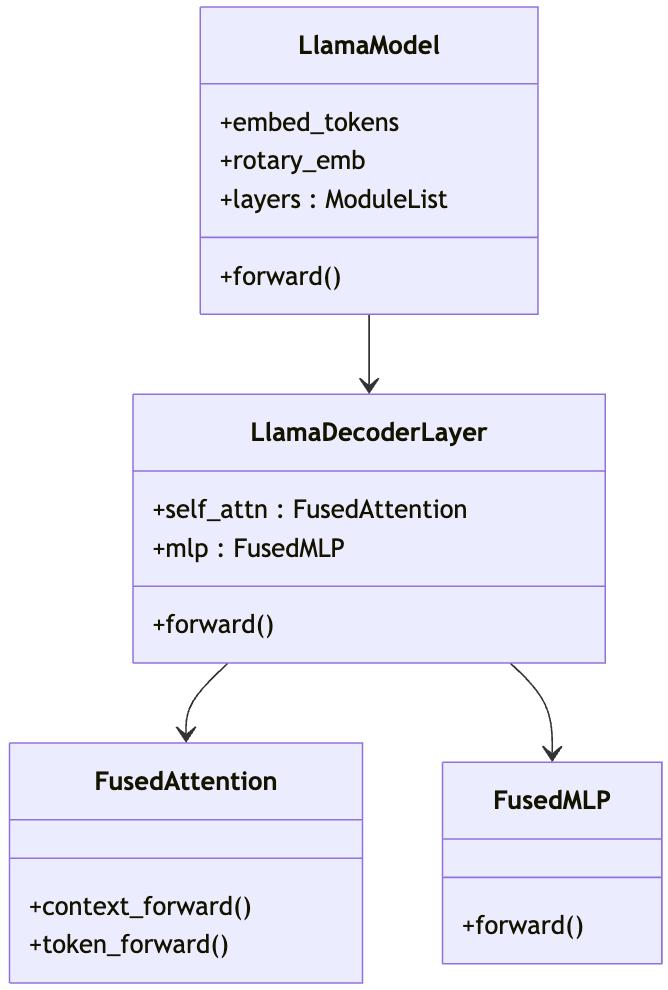 LlamaModel
+embed_tokens
+rotary_emb
+layers : ModuleList
+forward()
LlamaDecoderLayer
+self_attn : FusedAttention
+mlp : FusedMLP
+forward()
FusedAttention
+context_forward()
+token_forward()
FusedMLP
+forward()